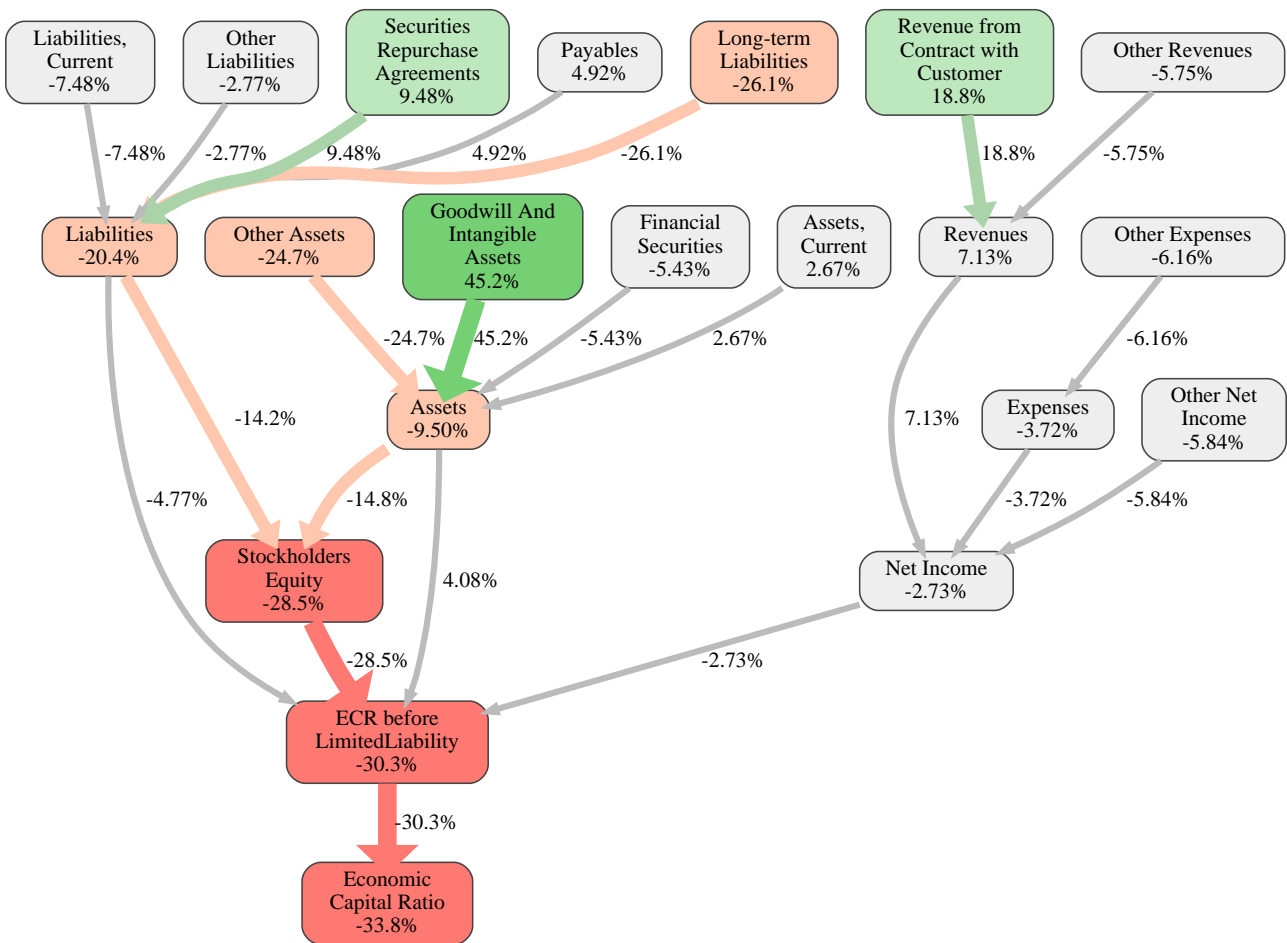 Liabilities,
Current
-7.48%
Other
Liabilities
-2.77%
Securities
Repurchase
Agreements
9.48%
Payables
4.92%
Long-term
Liabilities
-26.1%
Revenue from
Contract with
Customer
18.8%
Other Revenues
-5.75%
-7.48%
-2.77%
9.48%
4.92%
-26.1%
18.8%
-5.75%
Liabilities
-20.4%
Other Assets
-24.7%
Goodwill And
Intangible
Assets
45.2%
Financial
Securities
-5.43%
Assets,
Current
2.67%
Revenues
7.13%
Other Expenses
-6.16%
-24.7%
45.2%
-5.43%
2.67%
-6.16%
-14.2%
Assets
-9.50%
7.13%
Expenses
-3.72%
Other Net
Income
-5.84%
-4.77%
-14.8%
-3.72%
-5.84%
Stockholders
Equity
-28.5%
4.08%
Net Income
-2.73%
-28.5%
-2.73%
ECR before
LimitedLiability
-30.3%
-30.3%
Economic
Capital Ratio
-33.8%